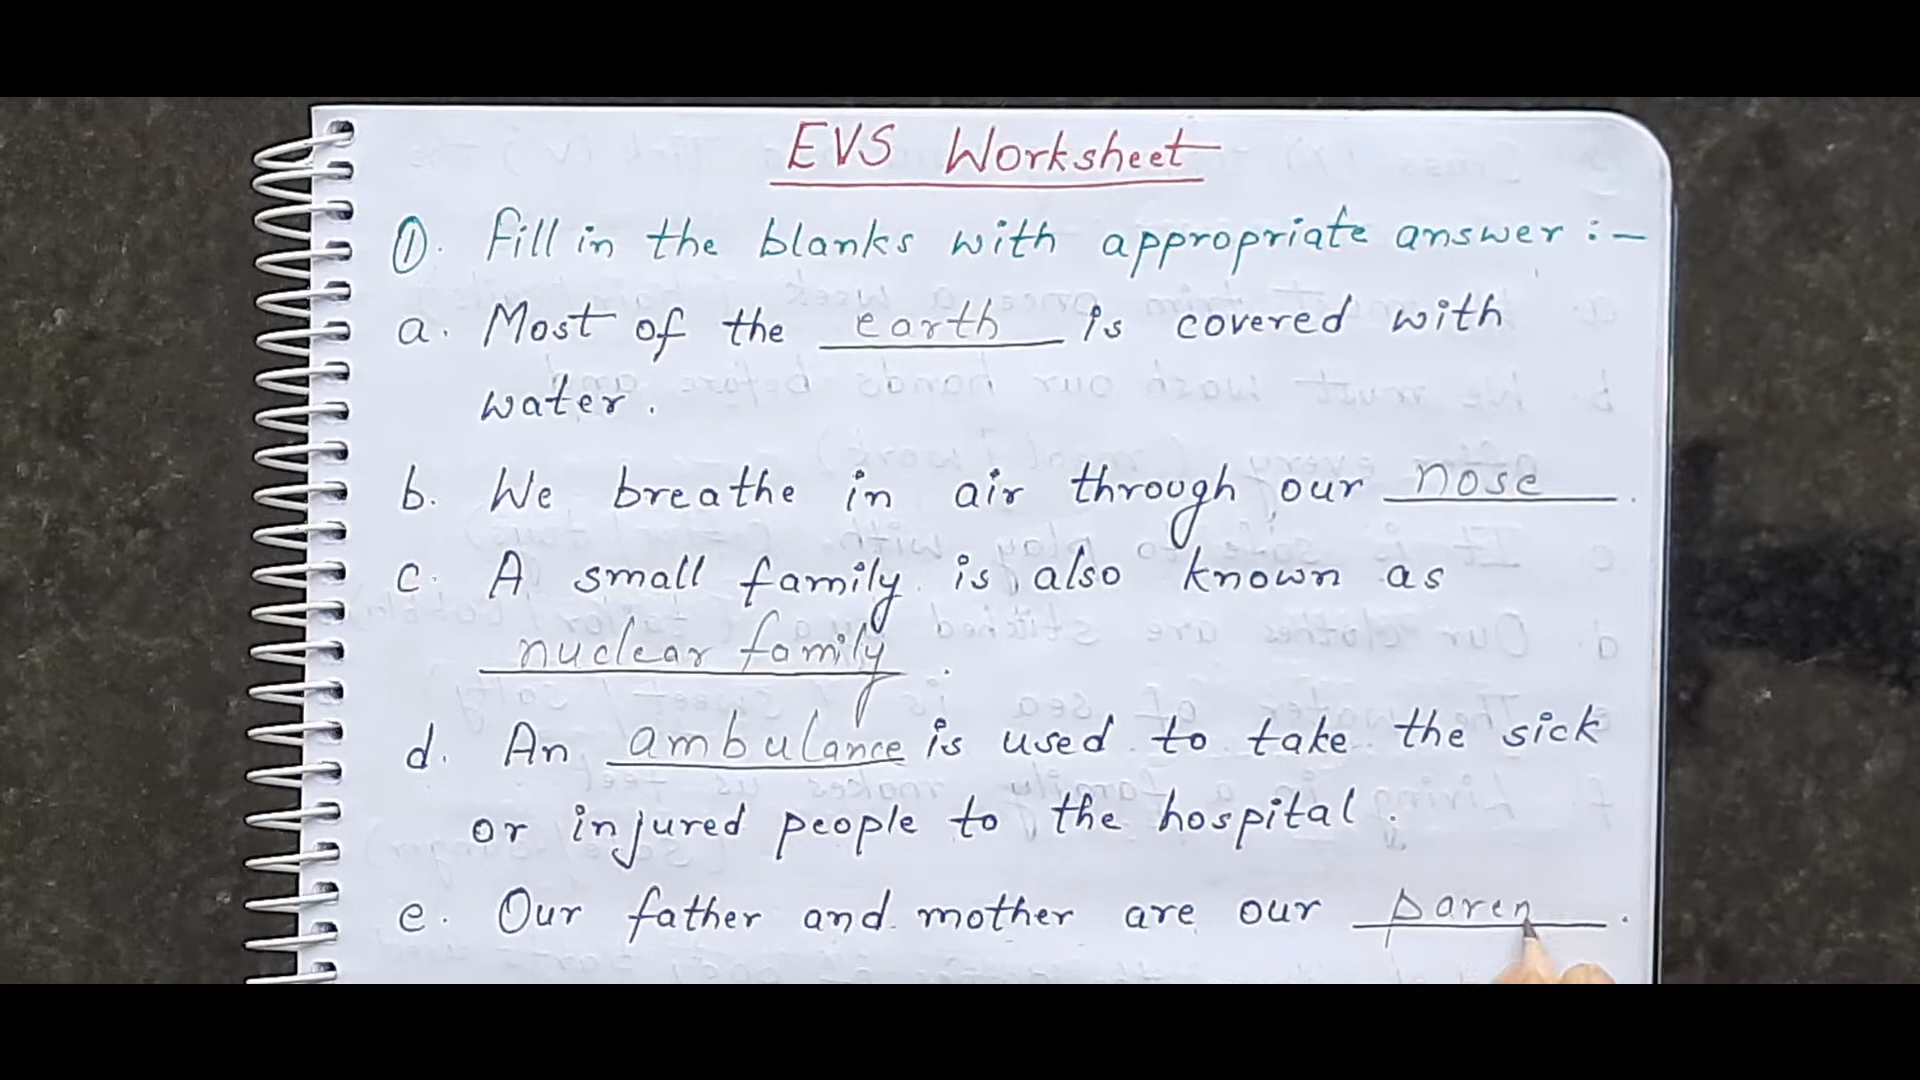 EVS Worksheet
①. Fill in the blanks with appropriate answer :-
a. Most of the earth is covered with
water.
b. We breathe in air through our nose.
c. A small family is also known as
nuclear family.
d. An ambulance is used to take the sick
or injured people to the hospital.
e. Our father and mother are our paren.